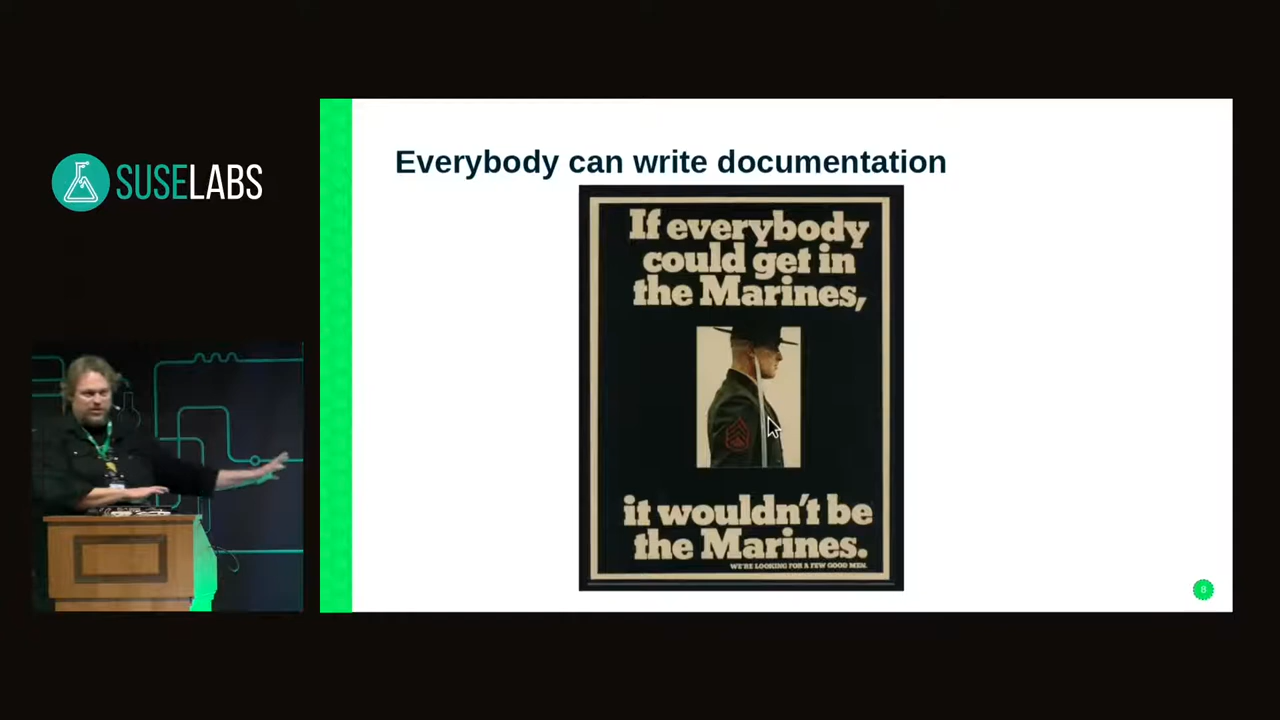 SUSELABS
Everybody can write documentation
If everybody
could get in
the Marines,
it wouldn't be
the Marines.
WE'RE LOOKING FOR A FEW GOOD MEN.
8